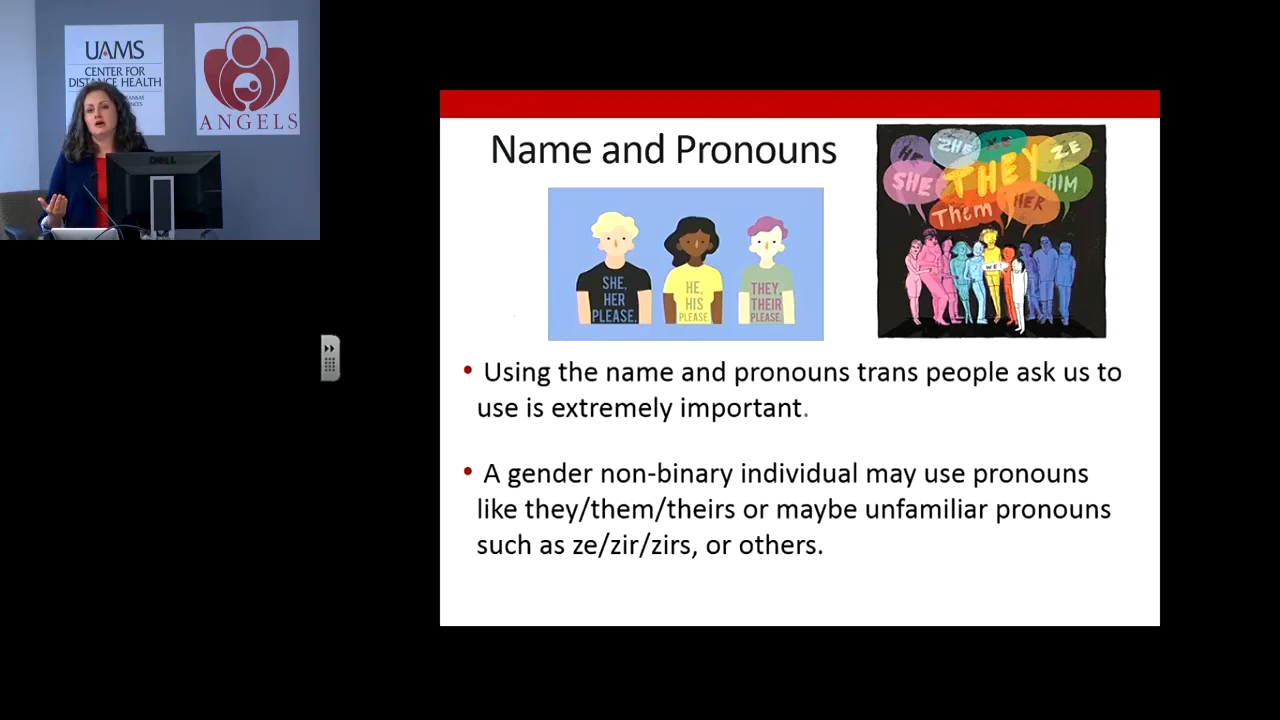 UAMS
CENTER FOR
DISTANCE HEALTH
ANGELS
DELL
Name and Pronouns
HE
ZHE
XE
ZE
SHE
THEY
HIM
Them
HER
WE!
SHE,
HER
PLEASE.
HE,
HIS
PLEASE.
THEY,
THEIR
PLEASE.
• Using the name and pronouns trans people ask us to
use is extremely important.
• A gender non-binary individual may use pronouns
like they/them/theirs or maybe unfamiliar pronouns
such as ze/zir/zirs, or others.